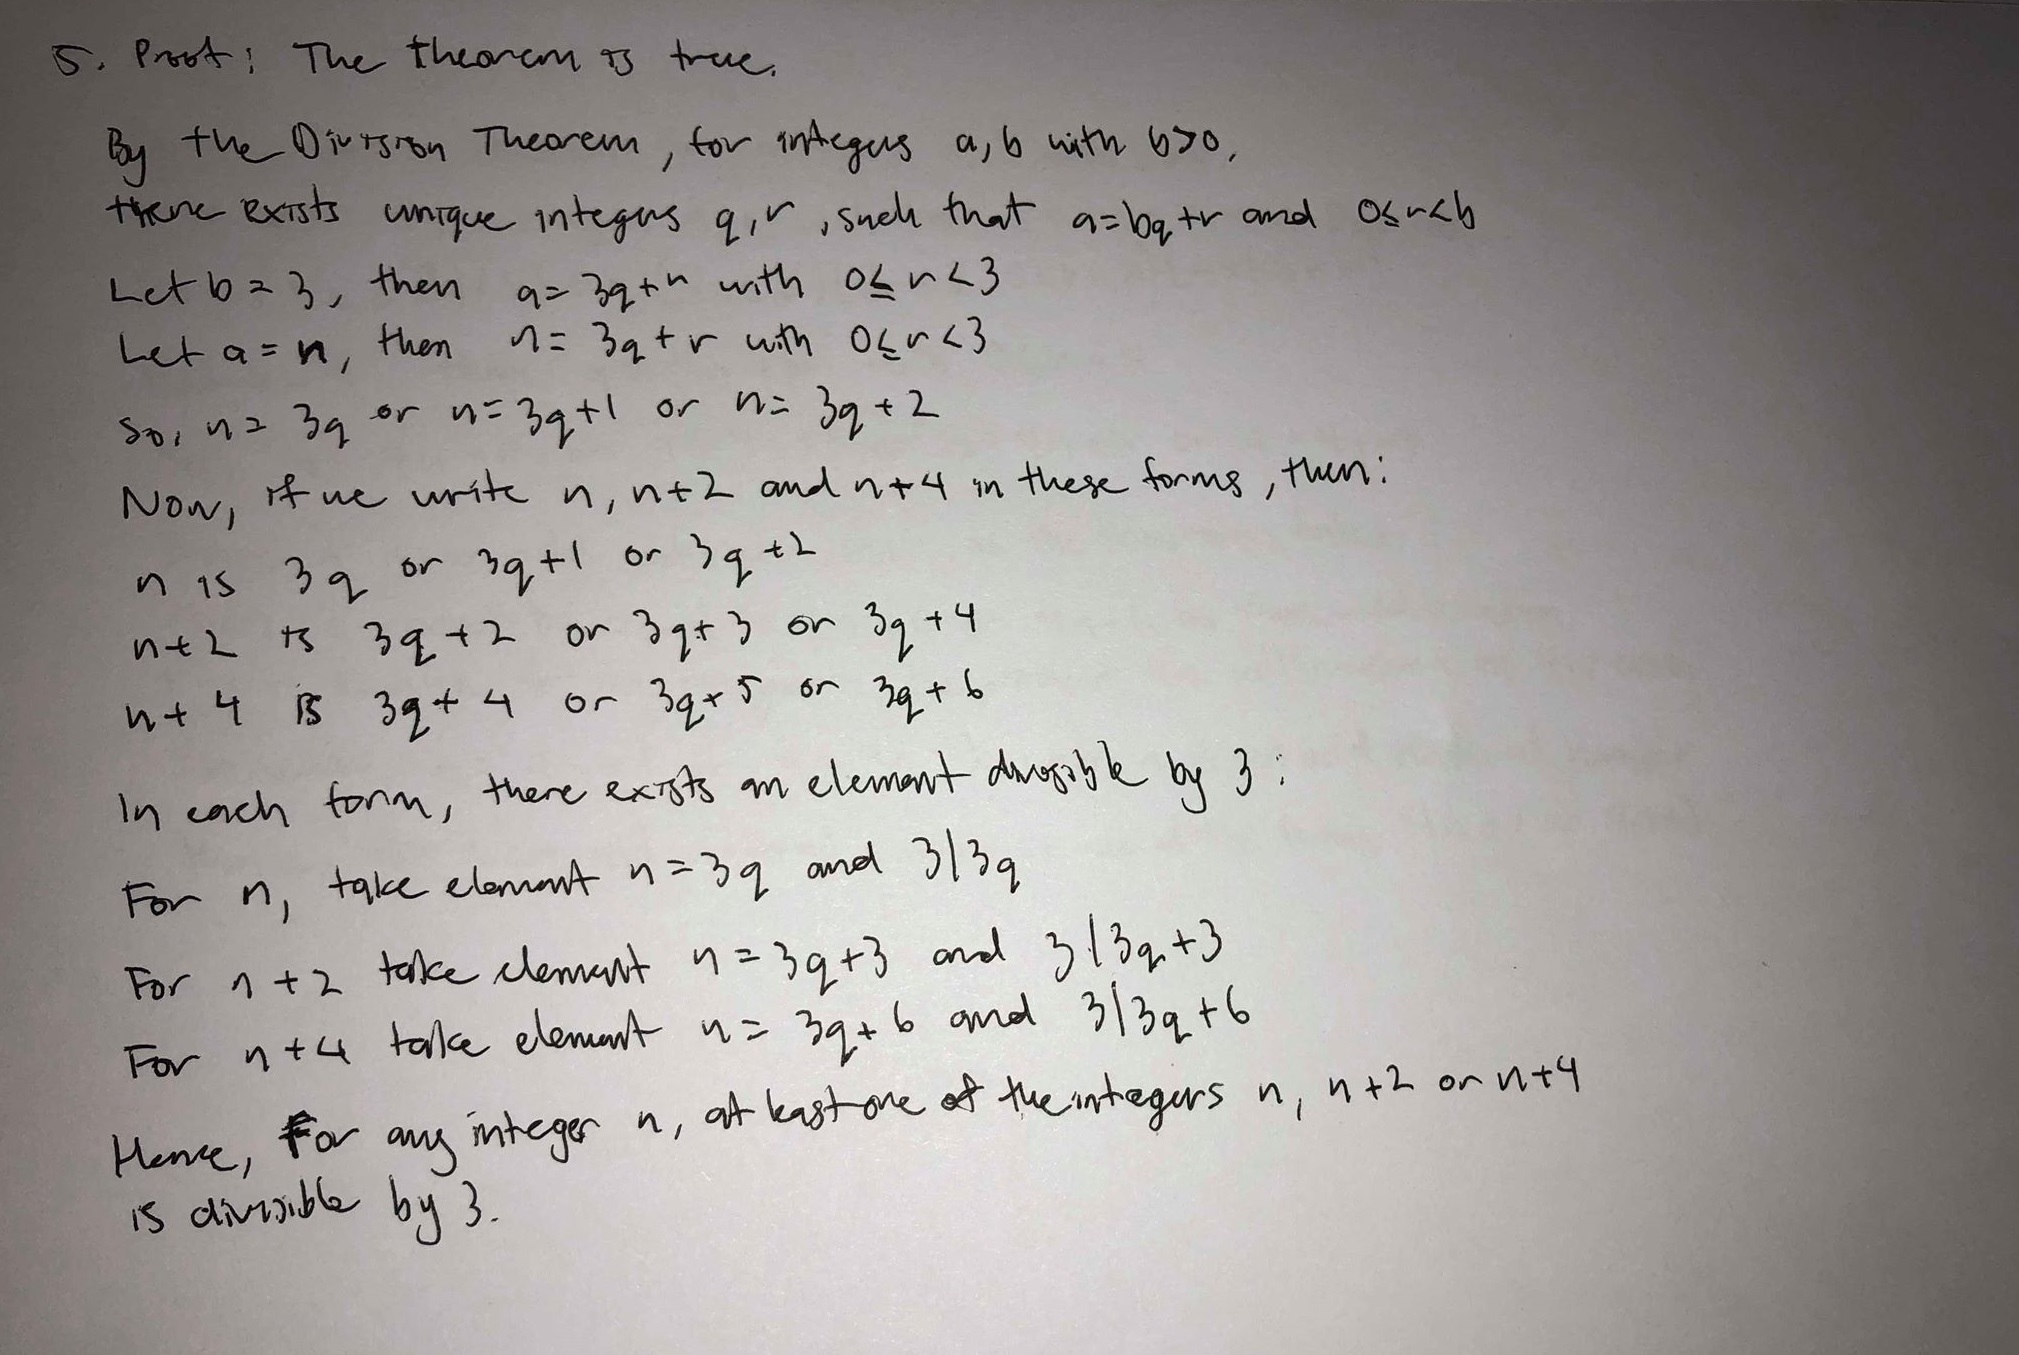 5. Proof: The theorem is true.
By the Division Theorem, for integers a,b with b>0,
there exists unique integers q,r, such that a=bq+r and 0≤r<b
Let b=3, then a=3q+r with 0≤r<3
Let a=n, then n=3q+r with 0≤r<3
So, n=3q or n=3q+1 or n=3q+2
Now, if we write n, n+2 and n+4 in these forms, then:
n is 3q or 3q+1 or 3q+2
n+2 is 3q+2 or 3q+3 or 3q+4
n+4 is 3q+4 or 3q+5 or 3q+6
In each form, there exists an element divisible by 3:
For n, take element n=3q and 3|3q
For n+2 take element n=3q+3 and 3|3q+3
For n+4 take element n=3q+6 and 3|3q+6
Hence, For any integer n, at least one of the integers n, n+2 or n+4
is divisible by 3.